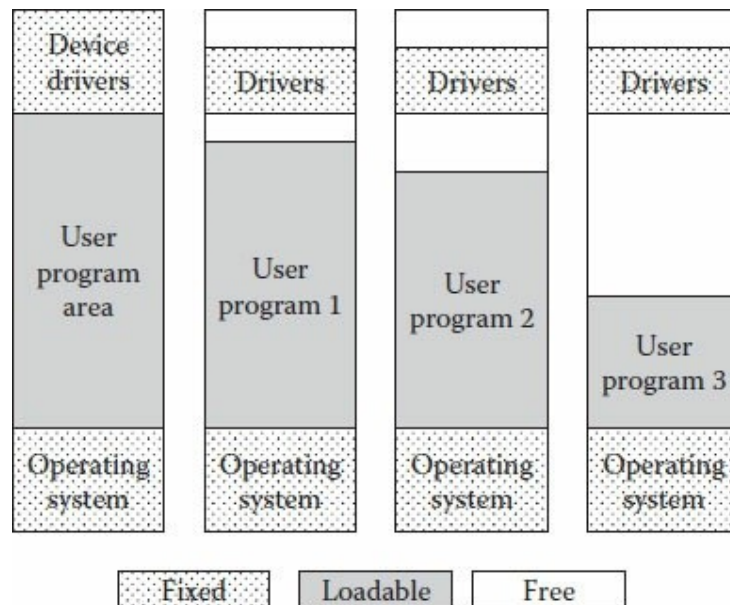 Device
drivers
User
program
area
Operating
system
Drivers
User
program 1
Operating
system
Drivers
User
program 2
Operating
system
Drivers
User
program 3
Operating
system
Fixed
Loadable
Free